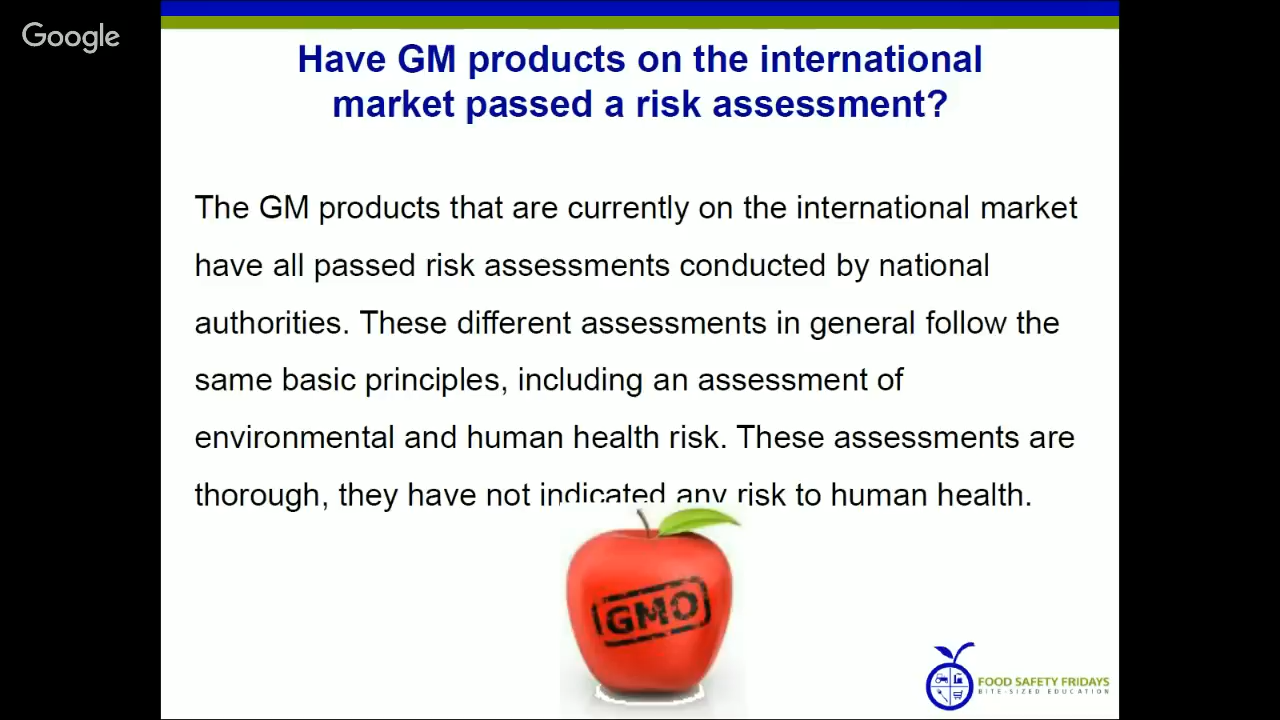 Google
Have GM products on the international
market passed a risk assessment?
The GM products that are currently on the international market
have all passed risk assessments conducted by national
authorities. These different assessments in general follow the
same basic principles, including an assessment of
environmental and human health risk. These assessments are
thorough, they have not indicated any risk to human health.
GMO
FOOD SAFETY FRIDAYS
BITE-SIZED EDUCATION